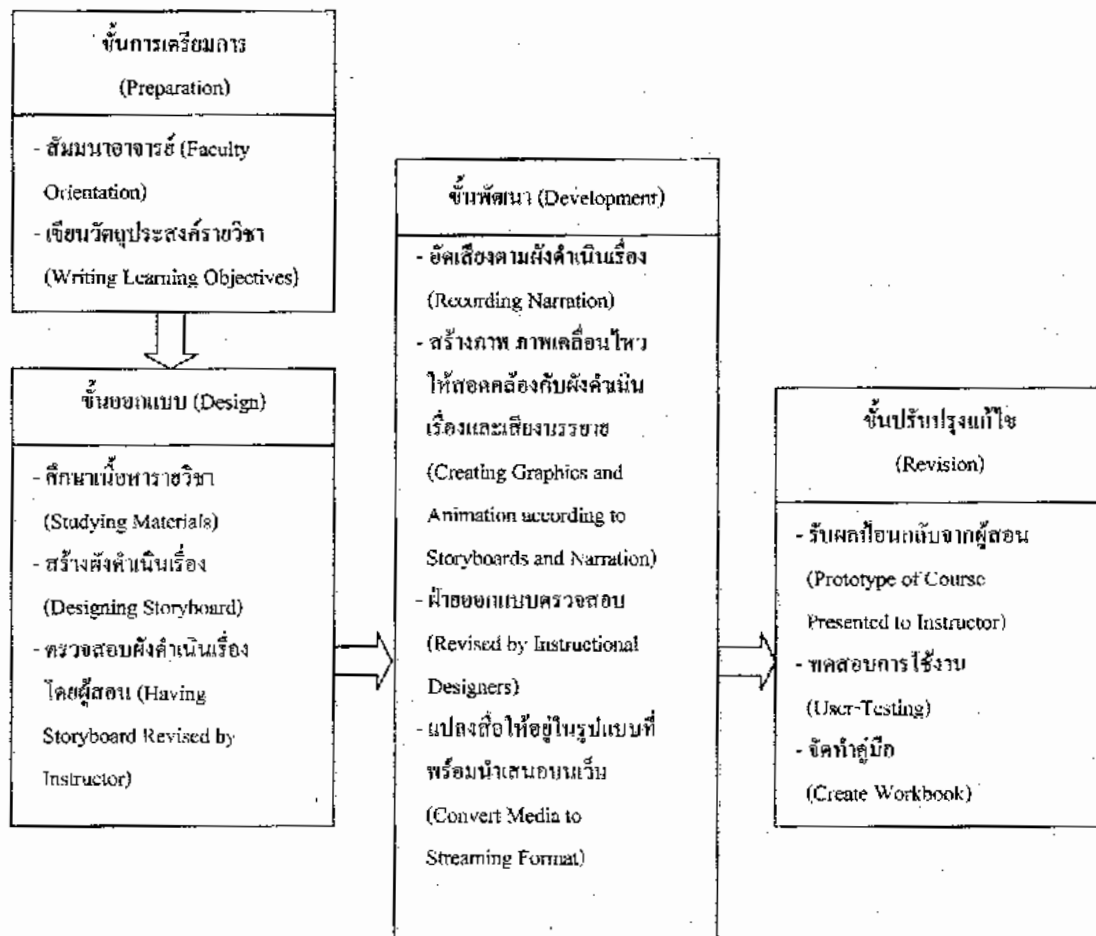 ขั้นการเตรียมการ
(Preparation)
- สัมมนาอาจารย์ (Faculty
Orientation)
- เขียนวัตถุประสงค์รายวิชา
(Writing Learning Objectives)
ขั้นออกแบบ (Design)
- ศึกษาเนื้อหารายวิชา
(Studying Materials)
- สร้างผังดำเนินเรื่อง
(Designing Storyboard)
- ตรวจสอบผังดำเนินเรื่อง
โดยผู้สอน (Having
Storyboard Revised by
Instructor)
ขั้นพัฒนา (Development)
- อัดเสียงตามผังดำเนินเรื่อง
(Recording Narration)
- สร้างภาพ ภาพเคลื่อนไหว
ให้สอดคล้องกับผังดำเนิน
เรื่องและเสียงบรรยาย
(Creating Graphics and
Animation according to
Storyboards and Narration)
- ฝ่ายออกแบบตรวจสอบ
(Revised by Instructional
Designers)
- แปลงสื่อให้อยู่ในรูปแบบที่
พร้อมนำเสนอบนเว็บ
(Convert Media to
Streaming Format)
ขั้นปรับปรุงแก้ไข
(Revision)
- รับผลป้อนกลับจากผู้สอน
(Prototype of Course
Presented to Instructor)
- ทดสอบการใช้งาน
(User-Testing)
- จัดทำคู่มือ
(Create Workbook)